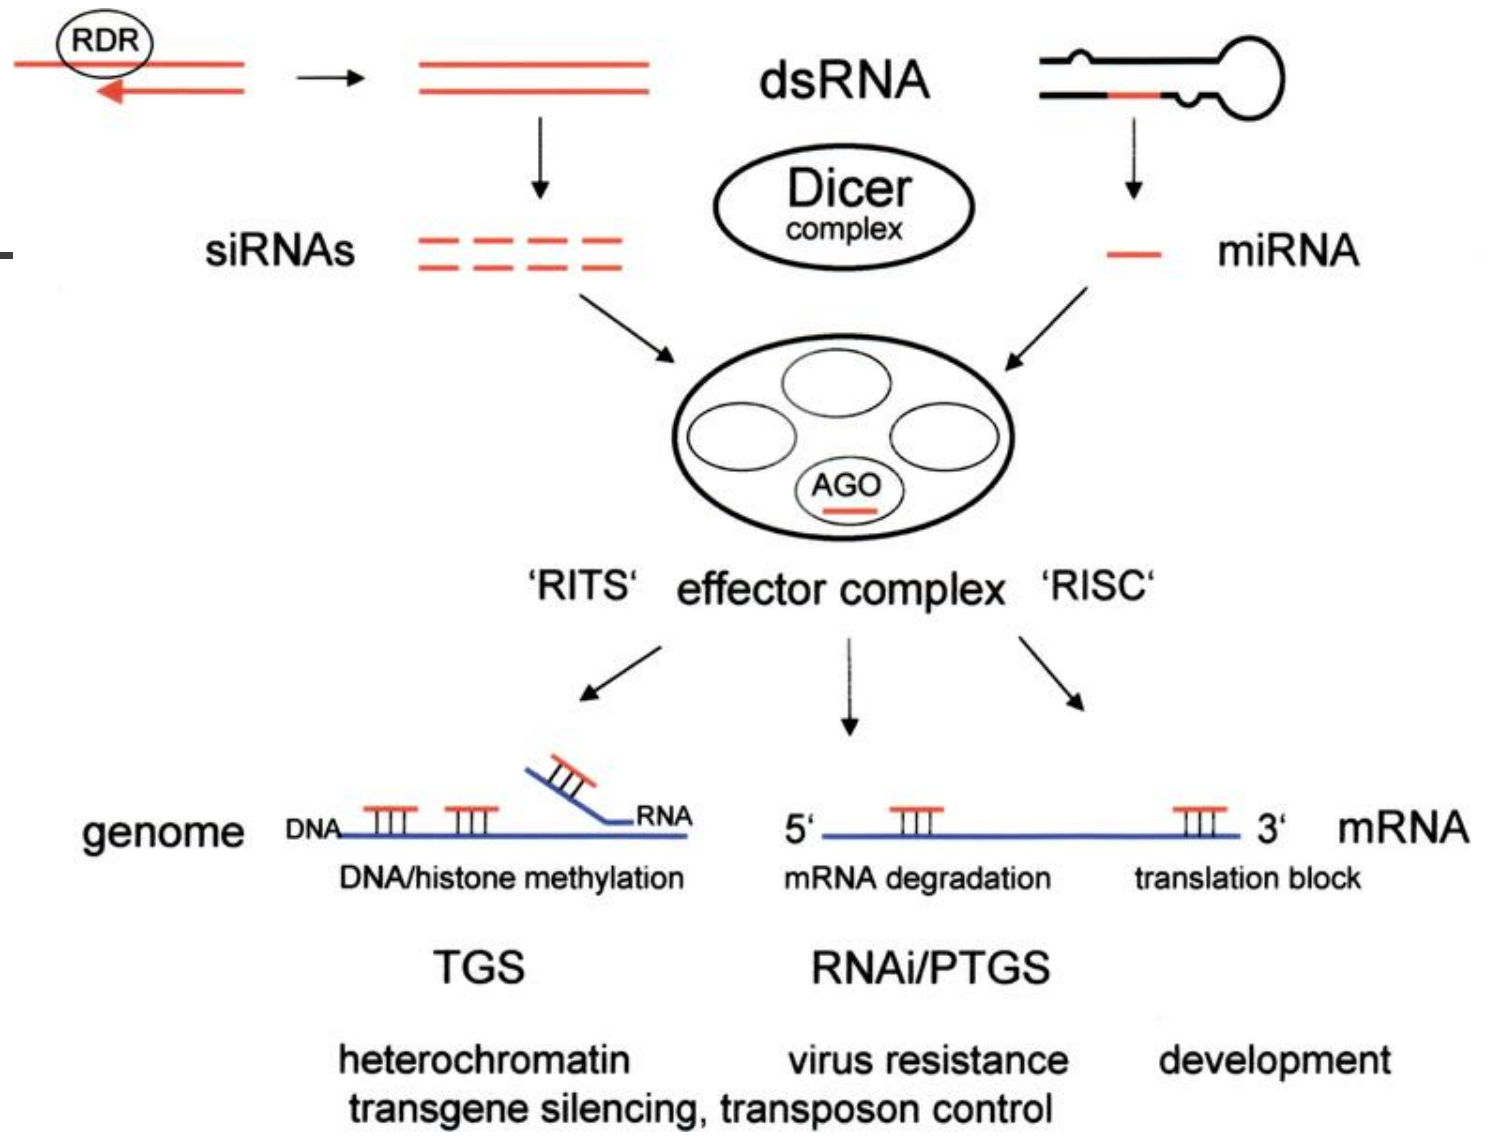 RDR
dsRNA
Dicer
complex
siRNAs
miRNA
AGO
‘RITS‘ effector complex ‘RISC‘
genome DNA RNA 5‘ 3‘ mRNA
DNA/histone methylation mRNA degradation translation block
TGS RNAi/PTGS
heterochromatin virus resistance development
transgene silencing, transposon control